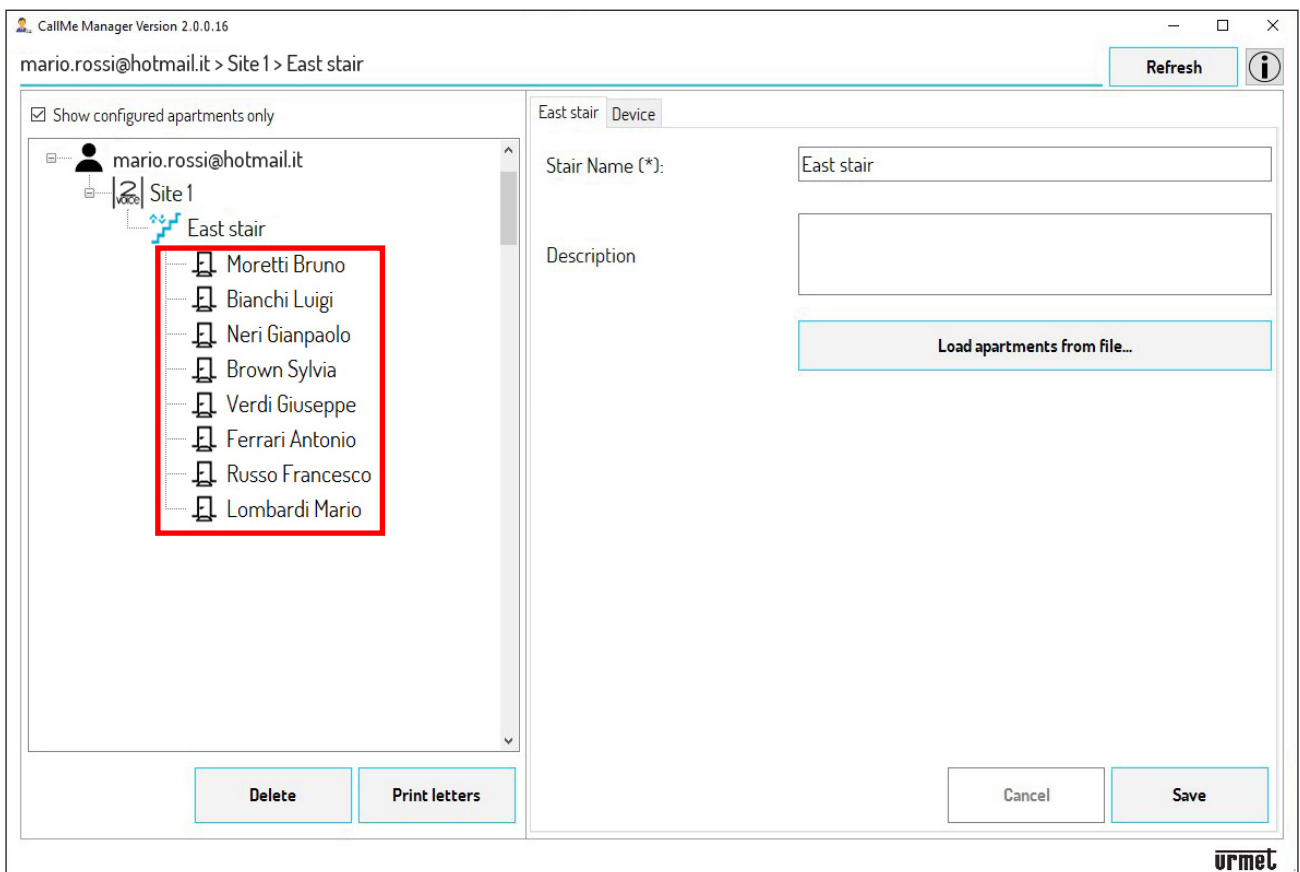 CallMe Manager Version 2.0.0.16
mario.rossi@hotmail.it > Site 1 > East stair
Refresh
i
Show configured apartments only
mario.rossi@hotmail.it
2 VOICE Site 1
East stair
Moretti Bruno
Bianchi Luigi
Neri Gianpaolo
Brown Sylvia
Verdi Giuseppe
Ferrari Antonio
Russo Francesco
Lombardi Mario
Delete
Print letters
East stair Device
Stair Name (*): East stair
Description
Load apartments from file...
Cancel
Save
urmet